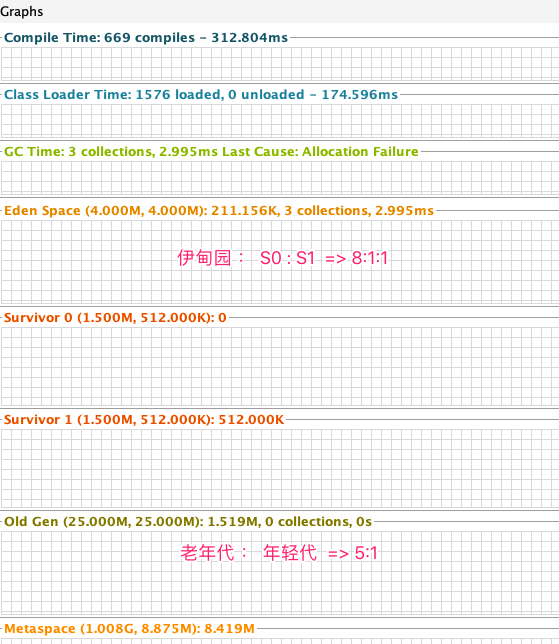 Graphs
Compile Time: 669 compiles - 312.804ms
Class Loader Time: 1576 loaded, 0 unloaded - 174.596ms
GC Time: 3 collections, 2.995ms Last Cause: Allocation Failure
Eden Space (4.000M, 4.000M): 211.156K, 3 collections, 2.995ms
伊甸园： S0 : S1 => 8:1:1
Survivor 0 (1.500M, 512.000K): 0
Survivor 1 (1.500M, 512.000K): 512.000K
Old Gen (25.000M, 25.000M): 1.519M, 0 collections, 0s
老年代： 年轻代 => 5:1
Metaspace (1.008G, 8.875M): 8.419M